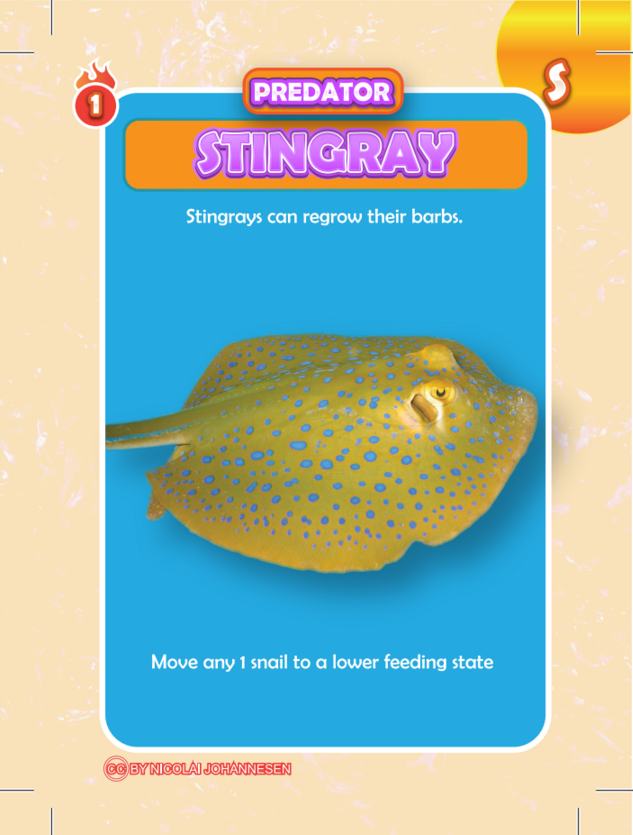 S
1
PREDATOR
STINGRAY
Stingrays can regrow their barbs.
Move any 1 snail to a lower feeding state
CC BY NICOLAI JOHANNESEN